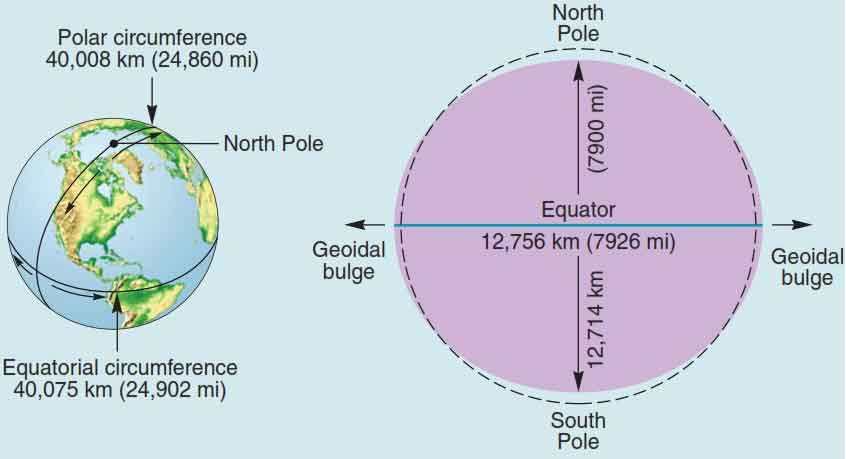 Polar circumference
40,008 km (24,860 mi)
North Pole
Equatorial circumference
40,075 km (24,902 mi)
North
Pole
(7900 mi)
Equator
12,756 km (7926 mi)
Geoidal
bulge
Geoidal
bulge
12,714 km
South
Pole